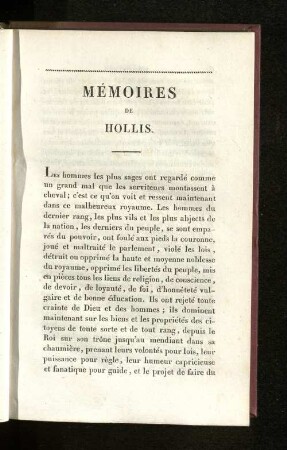 MÉMOIRES
DE
HOLLIS.
Les hommes les plus sages ont regardé comme
un grand mal que les serviteurs montassent à
cheval; c'est ce qu'on voit et ressent maintenant
dans ce malheureux royaume. Les hommes du
dernier rang, les plus vils et les plus abjects de
la nation, les derniers du peuple, se sont empa-
rés du pouvoir, ont foulé aux pieds la couronne,
joué et maltraité le parlement, violé les lois,
détruit ou opprimé la haute et moyenne noblesse
du royaume, opprimé les libertés du peuple, mis
en pièces tous les liens de religion, de conscience,
de devoir, de loyauté, de foi, d'honnêteté vul-
gaire et de bonne éducation. Ils ont rejeté toute
crainte de Dieu et des hommes; ils dominent
maintenant sur les biens et les propriétés des ci-
toyens de toute sorte et de tout rang, depuis le
Roi sur son trône jusqu'au mendiant dans sa
chaumière, prenant leurs volontés pour lois, leur
puissance pour règle, leur humeur capricieuse
et fanatique pour guide, et le projet de faire du